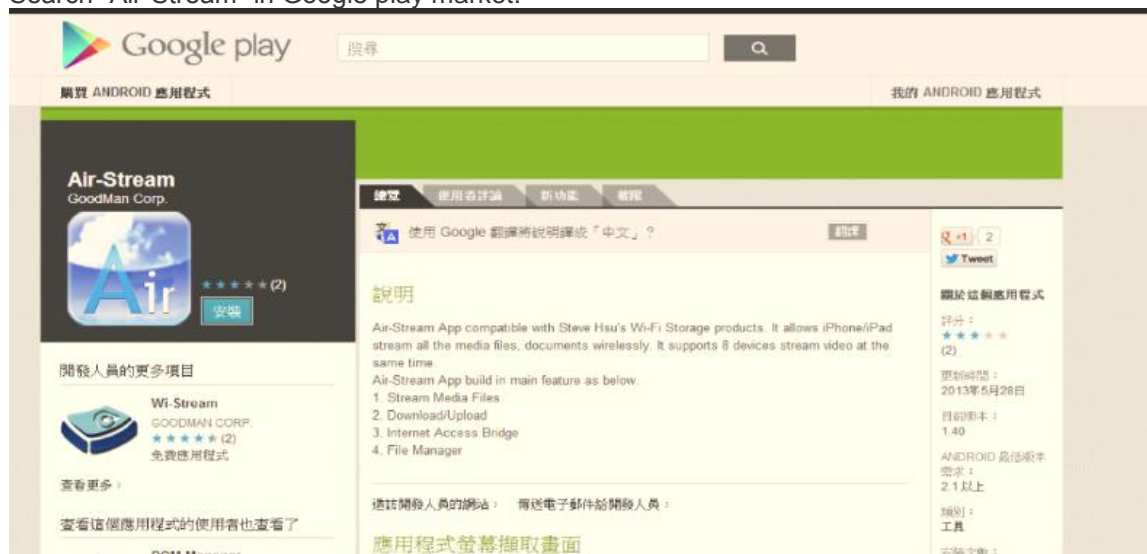 Search "Air-Stream" in Google play market.
Google play
搜尋
購買 ANDROID 應用程式
我的 ANDROID 應用程式
Air-Stream
GoodMan Corp.
Air
(2)
安裝
總覽
使用者評論
新功能
權限
使用 Google 翻譯將說明譯成「中文」?
翻譯
說明
Air-Stream App compatible with Steve Hsu's Wi-Fi Storage products. It allows iPhone/iPad
stream all the media files, documents wirelessly. It supports 8 devices stream video at the
same time.
Air-Stream App build in main feature as below.
1. Stream Media Files
2. Download/Upload
3. Internet Access Bridge
4. File Manager
造訪開發人員的網站›
傳送電子郵件給開發人員›
應用程式螢幕擷取畫面
開發人員的更多項目
Wi-Stream
GOODMAN CORP.
(2)
免費應用程式
查看更多›
查看這個應用程式的使用者也查看了
ROM Manager
+1
2
Tweet
關於這個應用程式
評分:
(2)
更新時間:
2013年5月28日
目前版本:
1.40
ANDROID 最低版本
需求:
2.1 以上
類別:
工具
安裝次數: